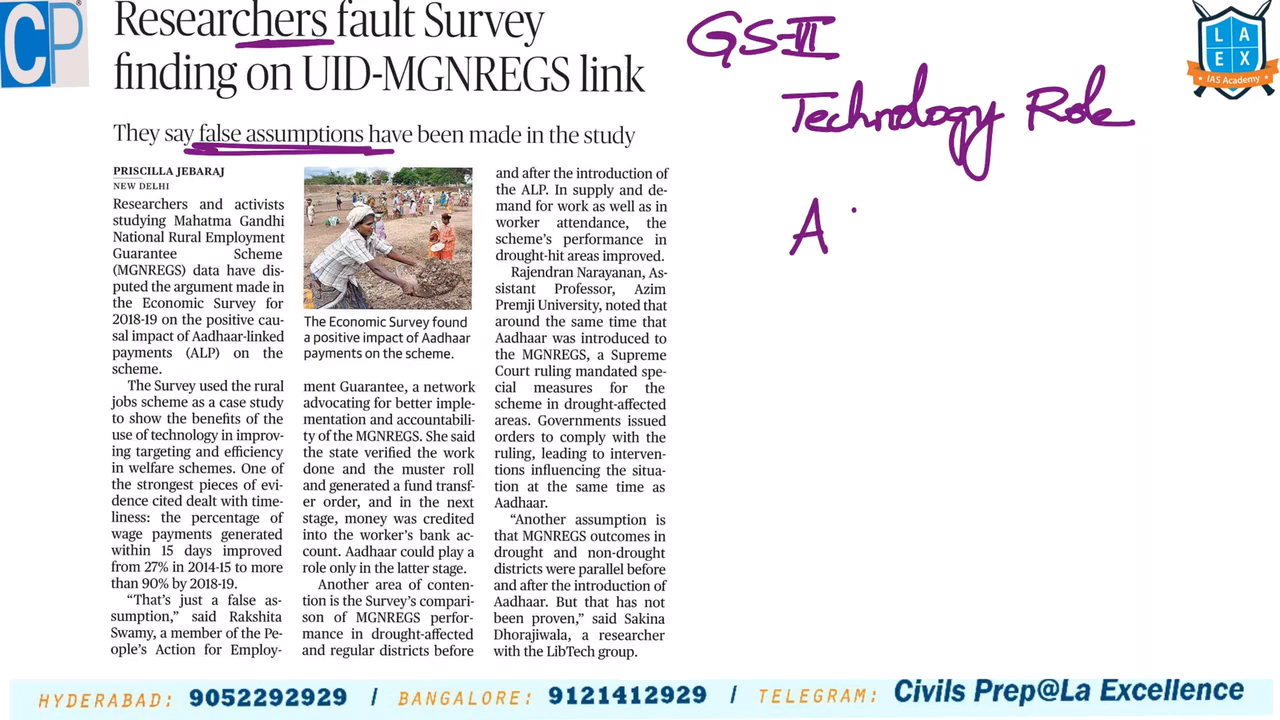 CP
Researchers fault Survey
finding on UID-MGNREGS link
They say false assumptions have been made in the study
PRISCILLA JEBARAJ
NEW DELHI
Researchers and activists
studying Mahatma Gandhi
National Rural Employment
Guarantee Scheme
(MGNREGS) data have dis-
puted the argument made in
the Economic Survey for
2018-19 on the positive cau-
sal impact of Aadhaar-linked
payments (ALP) on the
scheme.
The Survey used the rural
jobs scheme as a case study
to show the benefits of the
use of technology in improv-
ing targeting and efficiency
in welfare schemes. One of
the strongest pieces of evi-
dence cited dealt with time-
liness: the percentage of
wage payments generated
within 15 days improved
from 27% in 2014-15 to more
than 90% by 2018-19.
“That’s just a false as-
sumption,” said Rakshita
Swamy, a member of the Pe-
ople’s Action for Employ-
The Economic Survey found
a positive impact of Aadhaar
payments on the scheme.
ment Guarantee, a network
advocating for better imple-
mentation and accountabili-
ty of the MGNREGS. She said
the state verified the work
done and the muster roll
and generated a fund transf-
er order, and in the next
stage, money was credited
into the worker’s bank ac-
count. Aadhaar could play a
role only in the latter stage.
Another area of conten-
tion is the Survey’s compari-
son of MGNREGS perfor-
mance in drought-affected
and regular districts before
and after the introduction of
the ALP. In supply and de-
mand for work as well as in
worker attendance, the
scheme’s performance in
drought-hit areas improved.
Rajendran Narayanan, As-
sistant Professor, Azim
Premji University, noted that
around the same time that
Aadhaar was introduced to
the MGNREGS, a Supreme
Court ruling mandated spe-
cial measures for the
scheme in drought-affected
areas. Governments issued
orders to comply with the
ruling, leading to interven-
tions influencing the situa-
tion at the same time as
Aadhaar.
“Another assumption is
that MGNREGS outcomes in
drought and non-drought
districts were parallel before
and after the introduction of
Aadhaar. But that has not
been proven,” said Sakina
Dhorajiwala, a researcher
with the LibTech group.
GS-III
Technology Role
A
LA
EX
IAS Academy
HYDERABAD: 9052292929 / BANGALORE: 9121412929 / TELEGRAM: Civils Prep@La Excellence